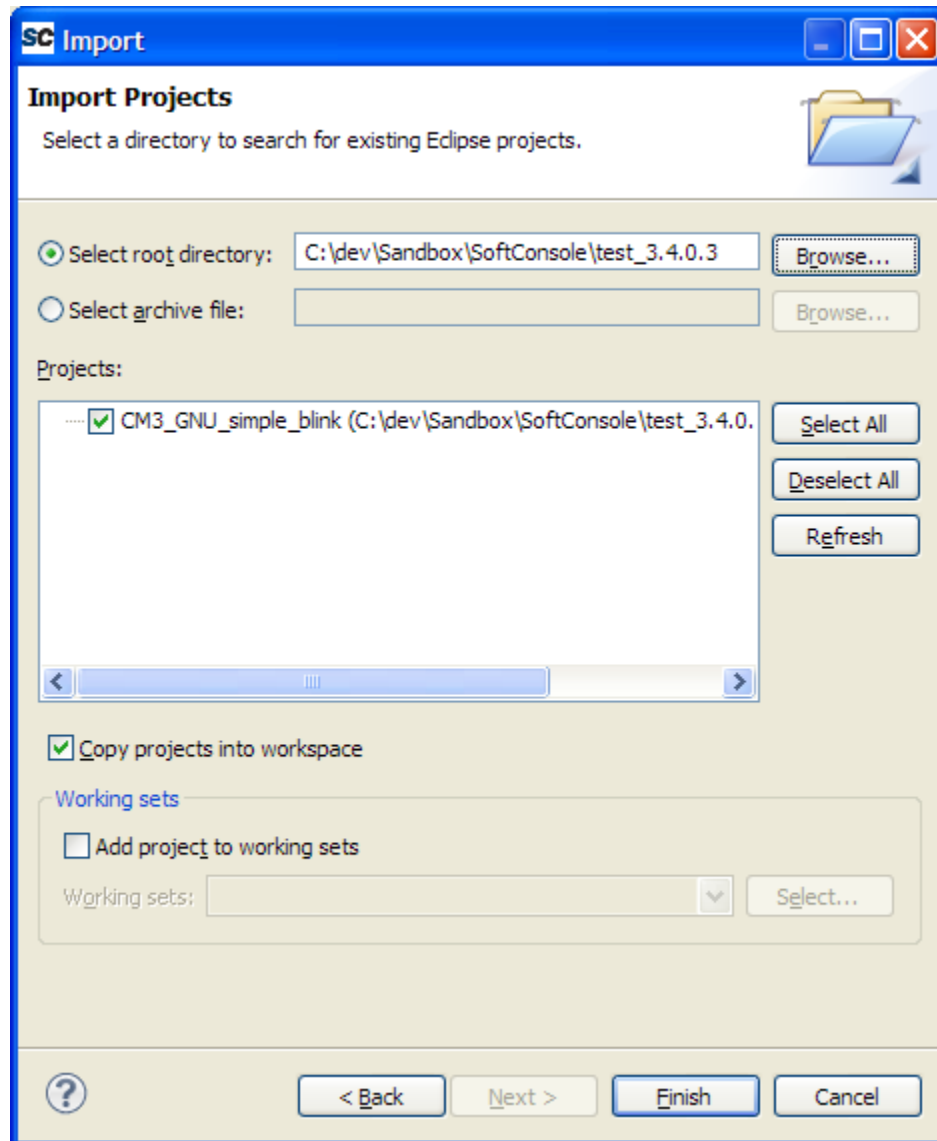 SC Import
Import Projects
Select a directory to search for existing Eclipse projects.
Select root directory: C:\dev\Sandbox\SoftConsole\test_3.4.0.3 Browse...
Select archive file: Browse...
Projects:
CM3_GNU_simple_blink (C:\dev\Sandbox\SoftConsole\test_3.4.0. Select All
Deselect All
Refresh
Copy projects into workspace
Working sets
Add project to working sets
Working sets: Select...
? < Back Next > Finish Cancel